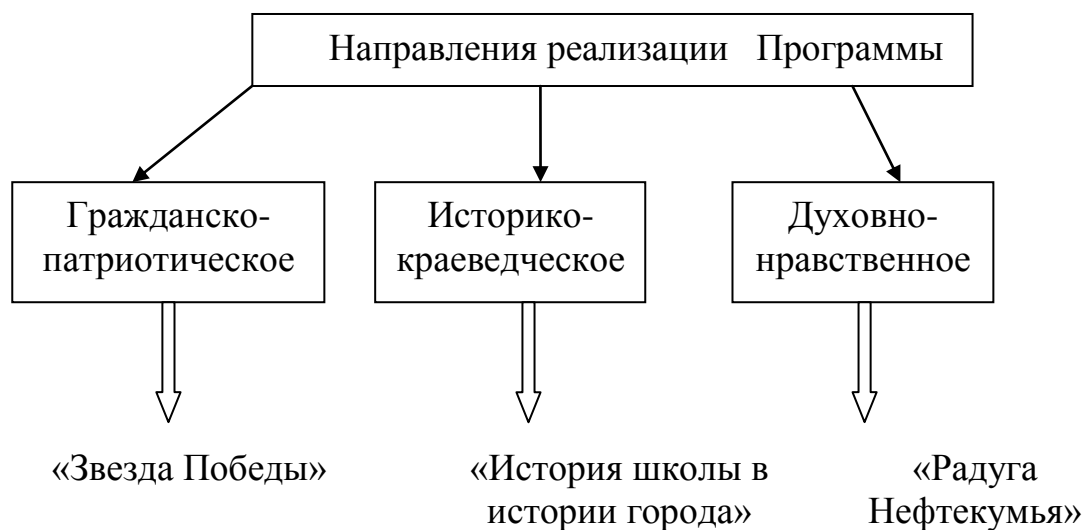 Направления реализации Программы
Гражданско-
патриотическое
Историко-
краеведческое
Духовно-
нравственное
«Звезда Победы»
«История школы в
истории города»
«Радуга
Нефтекумья»